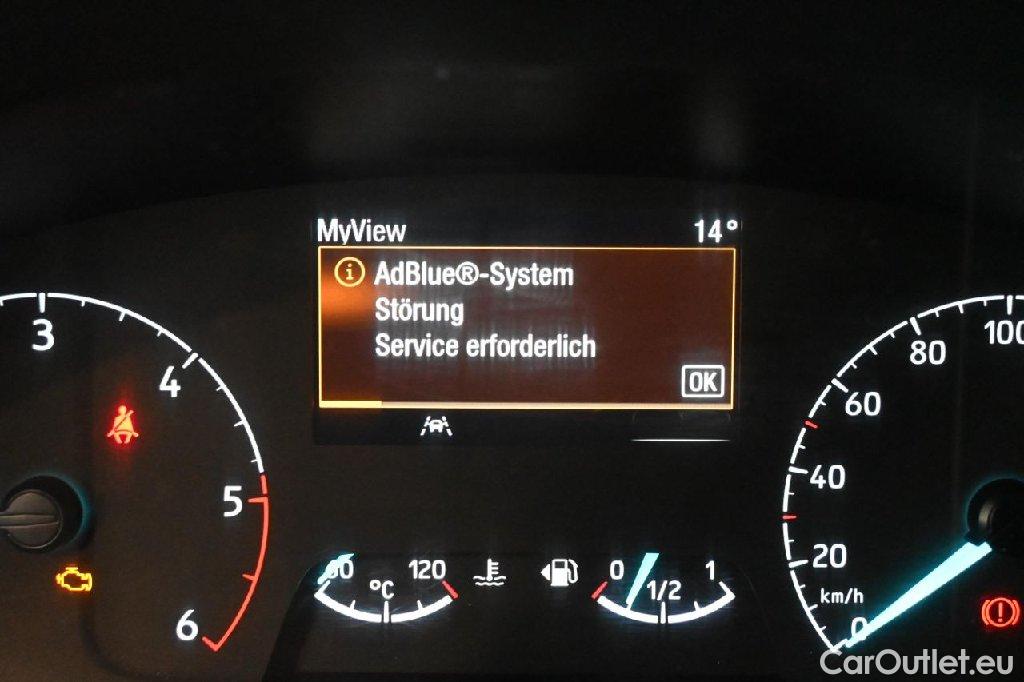 MyView 14°
AdBlue®-System
Störung
Service erforderlich
OK
3
4
5
6
120
°C
0 1/2 1
100
80
60
40
20
km/h
0
CarOutlet.eu